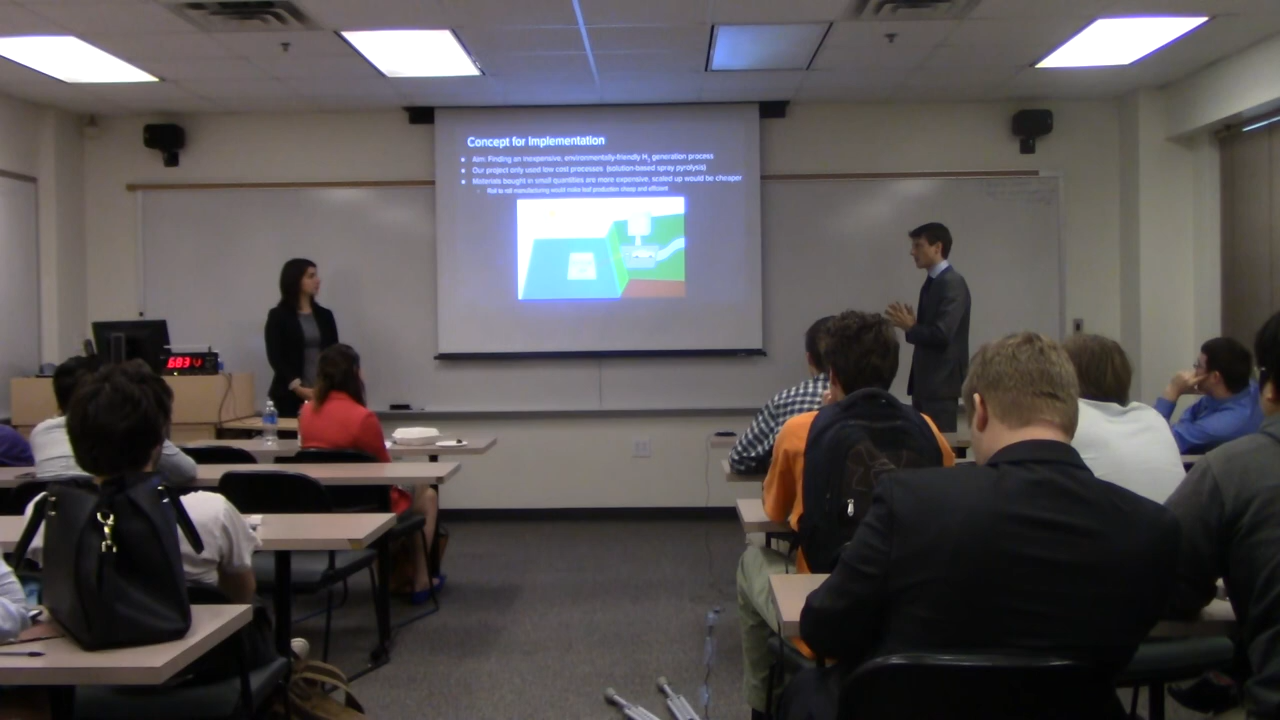 Concept for Implementation
Aim: Finding an inexpensive, environmentally-friendly H2 generation process
Our project only used low cost processes (solution-based spray pyrolysis)
Materials bought in small quantities are more expensive, scaled up would be cheaper
Roll to roll manufacturing would make leaf production cheap and efficient